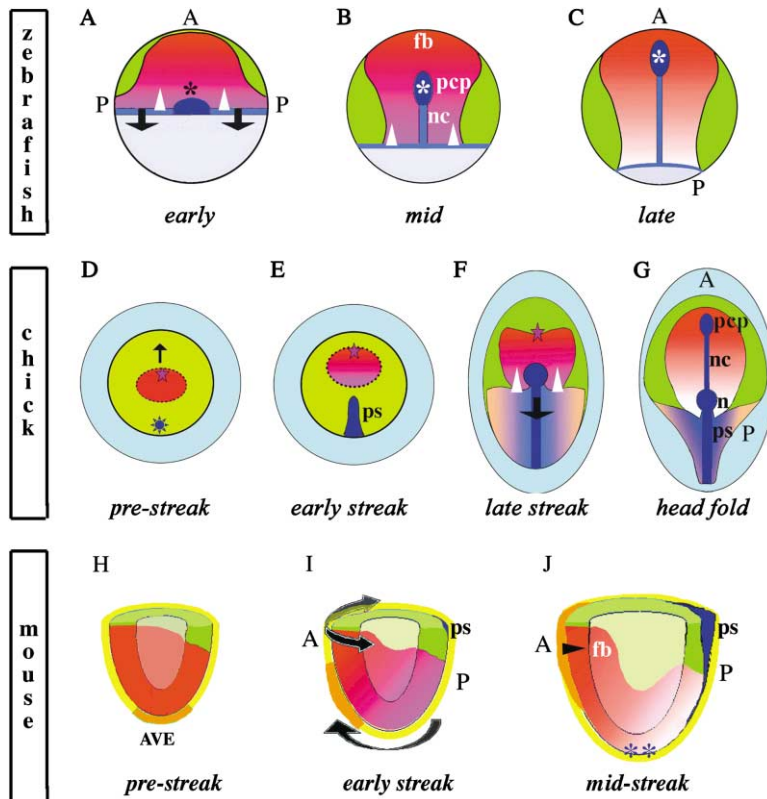 zebrafish
A
B
C
A
A
fb
pcp
nc
P
P
P
*
*
*
early
mid
late
chick
D
E
F
G
A
pcp
nc
n
ps
ps
P
pre-streak
early streak
late streak
head fold
mouse
H
I
J
A
ps
P
A
fb
ps
P
**
AVE
pre-streak
early streak
mid-streak